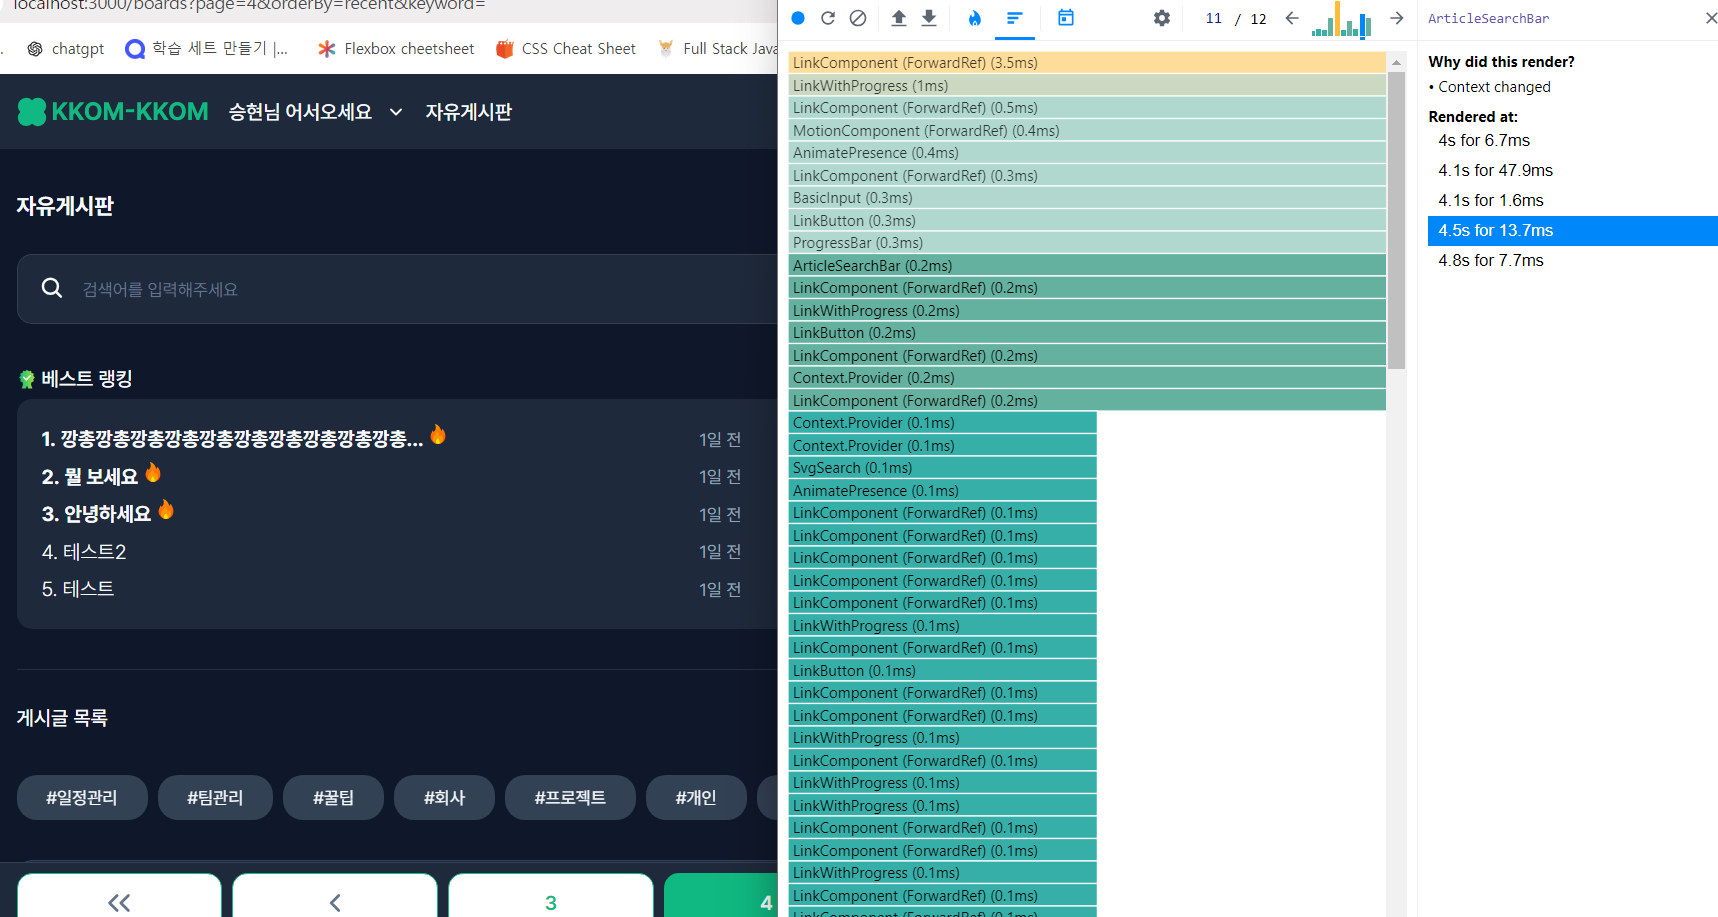 localhost:3000/boards?page=4&orderBy=recent&keyword=
chatgpt
학습 세트 만들기 |...
Flexbox cheetsheet
CSS Cheat Sheet
Full Stack Java
KKOM-KKOM
승현님 어서오세요
자유게시판
자유게시판
검색어를 입력해주세요
베스트 랭킹
1. 깡총깡총깡총깡총깡총깡총깡총깡총깡총깡총... 1일 전
2. 뭘 보세요 1일 전
3. 안녕하세요 1일 전
4. 테스트2 1일 전
5. 테스트 1일 전
게시글 목록
#일정관리
#팀관리
#꿀팁
#회사
#프로젝트
#개인
3
4
11 / 12
LinkComponent (ForwardRef) (3.5ms)
LinkWithProgress (1ms)
LinkComponent (ForwardRef) (0.5ms)
MotionComponent (ForwardRef) (0.4ms)
AnimatePresence (0.4ms)
LinkComponent (ForwardRef) (0.3ms)
BasicInput (0.3ms)
LinkButton (0.3ms)
ProgressBar (0.3ms)
ArticleSearchBar (0.2ms)
LinkComponent (ForwardRef) (0.2ms)
LinkWithProgress (0.2ms)
LinkButton (0.2ms)
LinkComponent (ForwardRef) (0.2ms)
Context.Provider (0.2ms)
LinkComponent (ForwardRef) (0.2ms)
Context.Provider (0.1ms)
Context.Provider (0.1ms)
SvgSearch (0.1ms)
AnimatePresence (0.1ms)
LinkComponent (ForwardRef) (0.1ms)
LinkComponent (ForwardRef) (0.1ms)
LinkComponent (ForwardRef) (0.1ms)
LinkComponent (ForwardRef) (0.1ms)
LinkComponent (ForwardRef) (0.1ms)
LinkWithProgress (0.1ms)
LinkComponent (ForwardRef) (0.1ms)
LinkButton (0.1ms)
LinkComponent (ForwardRef) (0.1ms)
LinkComponent (ForwardRef) (0.1ms)
LinkWithProgress (0.1ms)
LinkComponent (ForwardRef) (0.1ms)
LinkWithProgress (0.1ms)
LinkWithProgress (0.1ms)
LinkComponent (ForwardRef) (0.1ms)
LinkComponent (ForwardRef) (0.1ms)
LinkWithProgress (0.1ms)
LinkComponent (ForwardRef) (0.1ms)
LinkComponent (ForwardRef) (0.1ms)
ArticleSearchBar
Why did this render?
• Context changed
Rendered at:
4s for 6.7ms
4.1s for 47.9ms
4.1s for 1.6ms
4.5s for 13.7ms
4.8s for 7.7ms